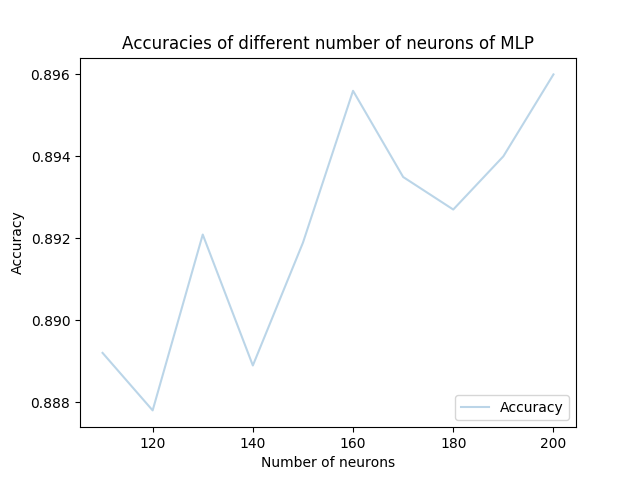 Accuracies of different number of neurons of MLP
0.896
0.894
0.892
0.890
0.888
Accuracy
Accuracy
120 140 160 180 200
Number of neurons